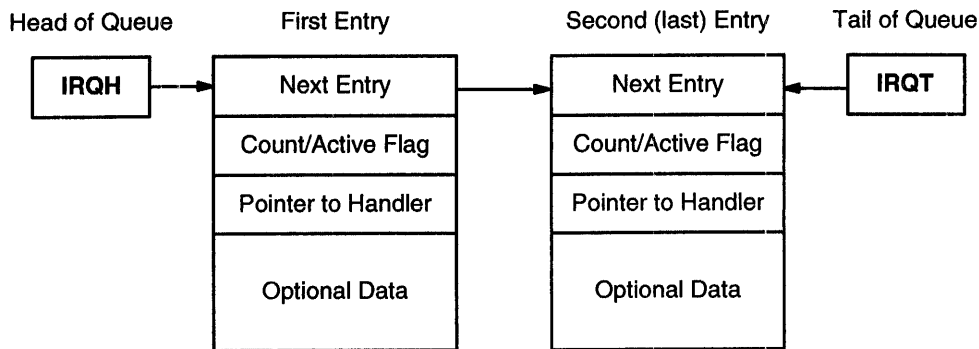 Head of Queue
First Entry
Second (last) Entry
Tail of Queue
IRQH
Next Entry
Next Entry
IRQT
Count/Active Flag
Count/Active Flag
Pointer to Handler
Pointer to Handler
Optional Data
Optional Data